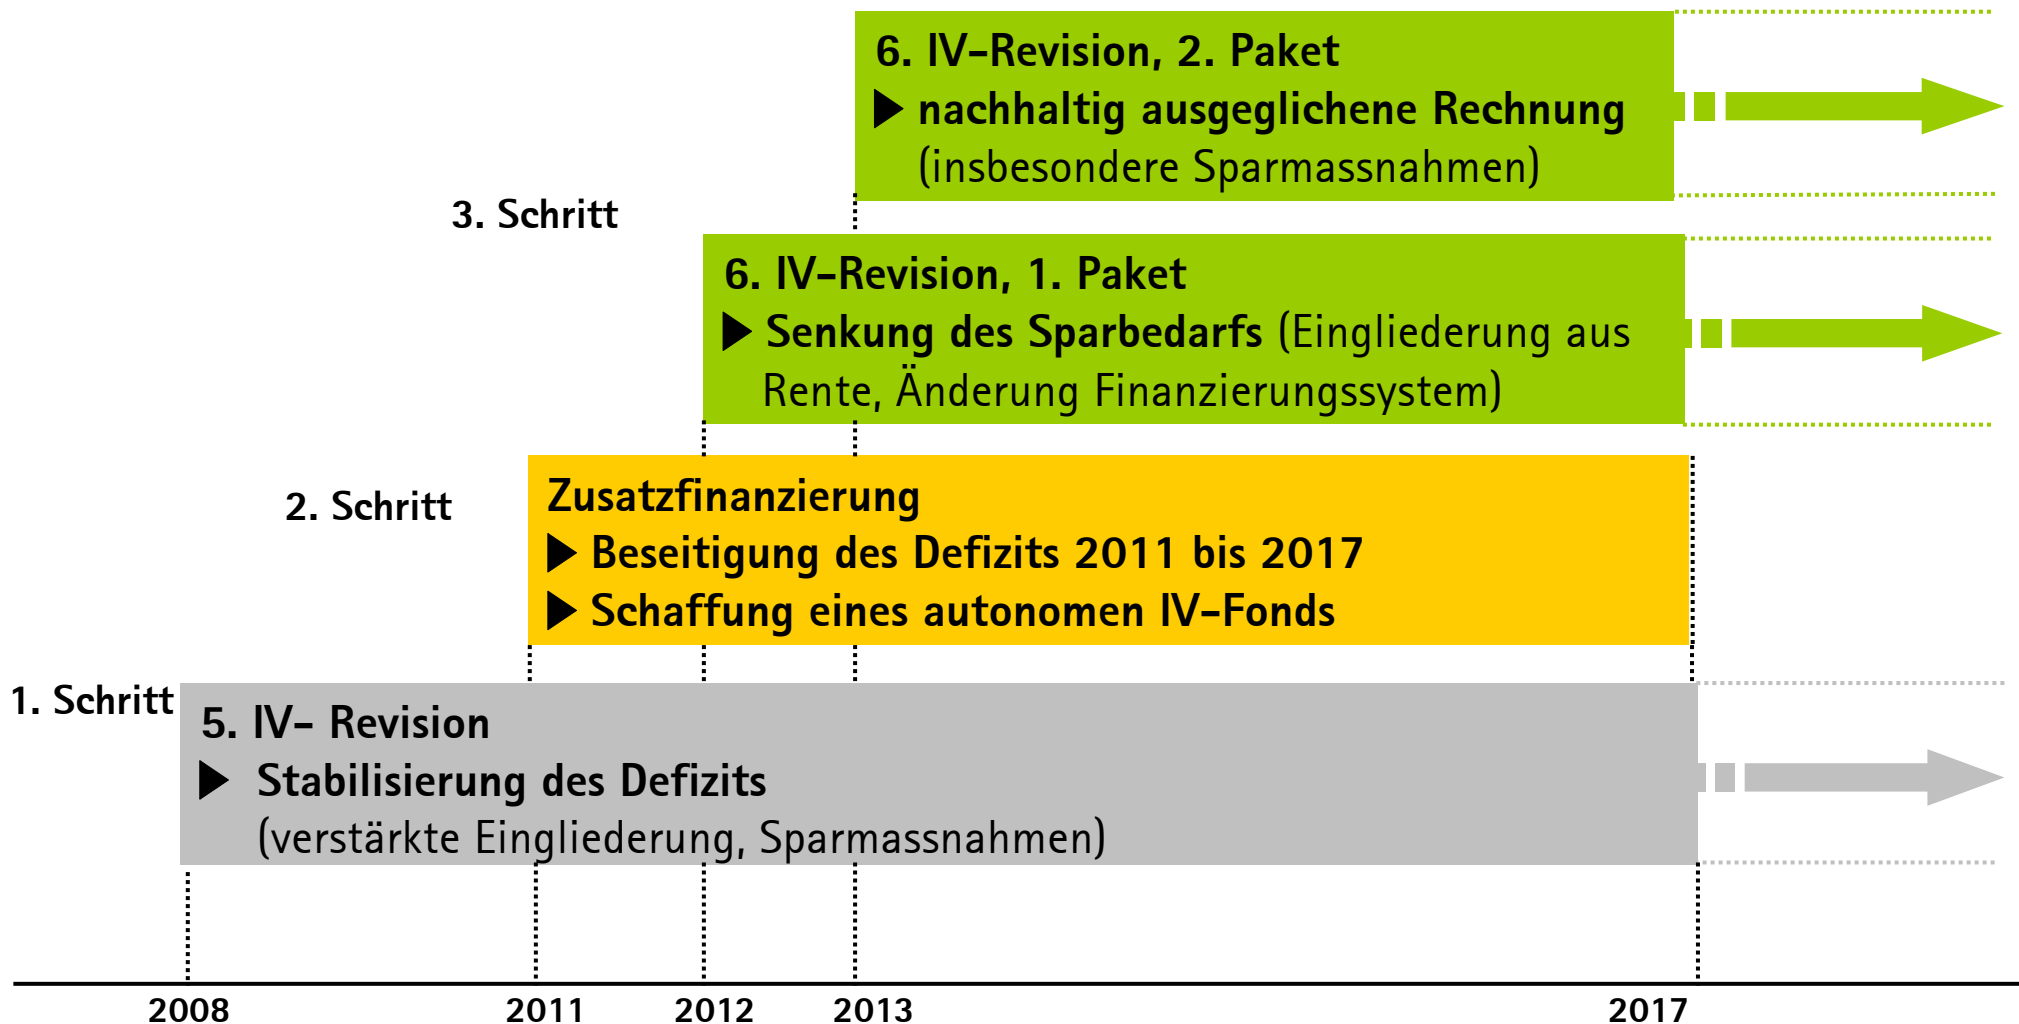 6. IV-Revision, 2. Paket
▶ nachhaltig ausgeglichene Rechnung
(insbesondere Sparmassnahmen)
3. Schritt
6. IV-Revision, 1. Paket
▶ Senkung des Sparbedarfs (Eingliederung aus
Rente, Änderung Finanzierungssystem)
2. Schritt
Zusatzfinanzierung
▶ Beseitigung des Defizits 2011 bis 2017
▶ Schaffung eines autonomen IV-Fonds
1. Schritt
5. IV- Revision
▶ Stabilisierung des Defizits
(verstärkte Eingliederung, Sparmassnahmen)
2008 2011 2012 2013 2017